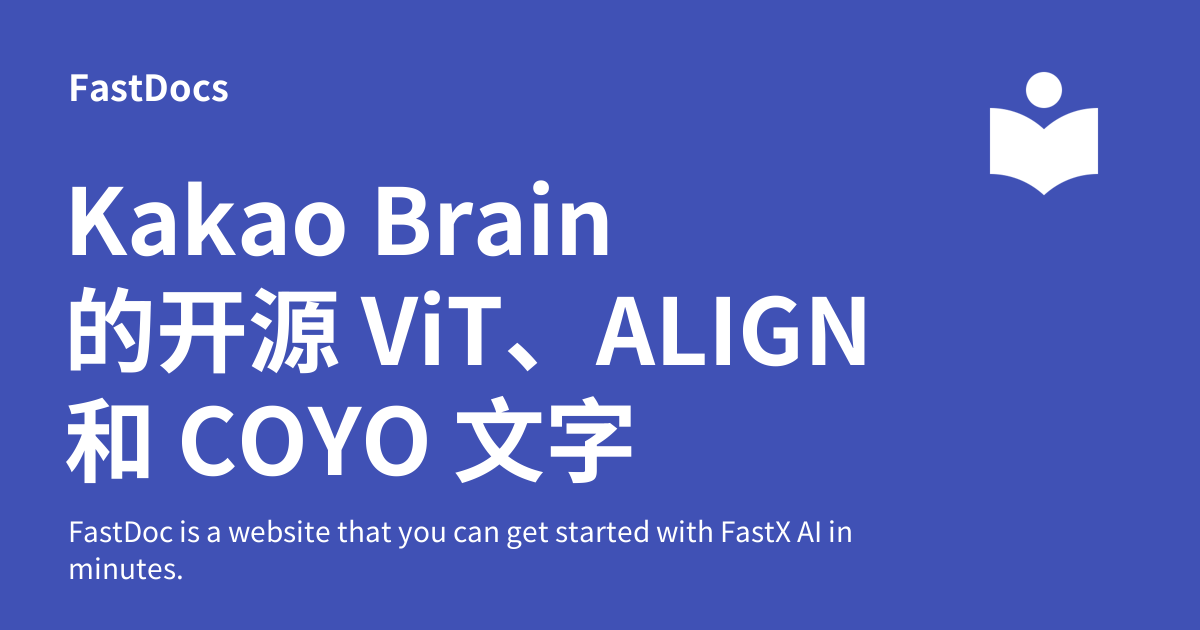 FastDocs
Kakao Brain
的开源 ViT、ALIGN
和 COYO 文字
FastDoc is a website that you can get started with FastX AI in
minutes.